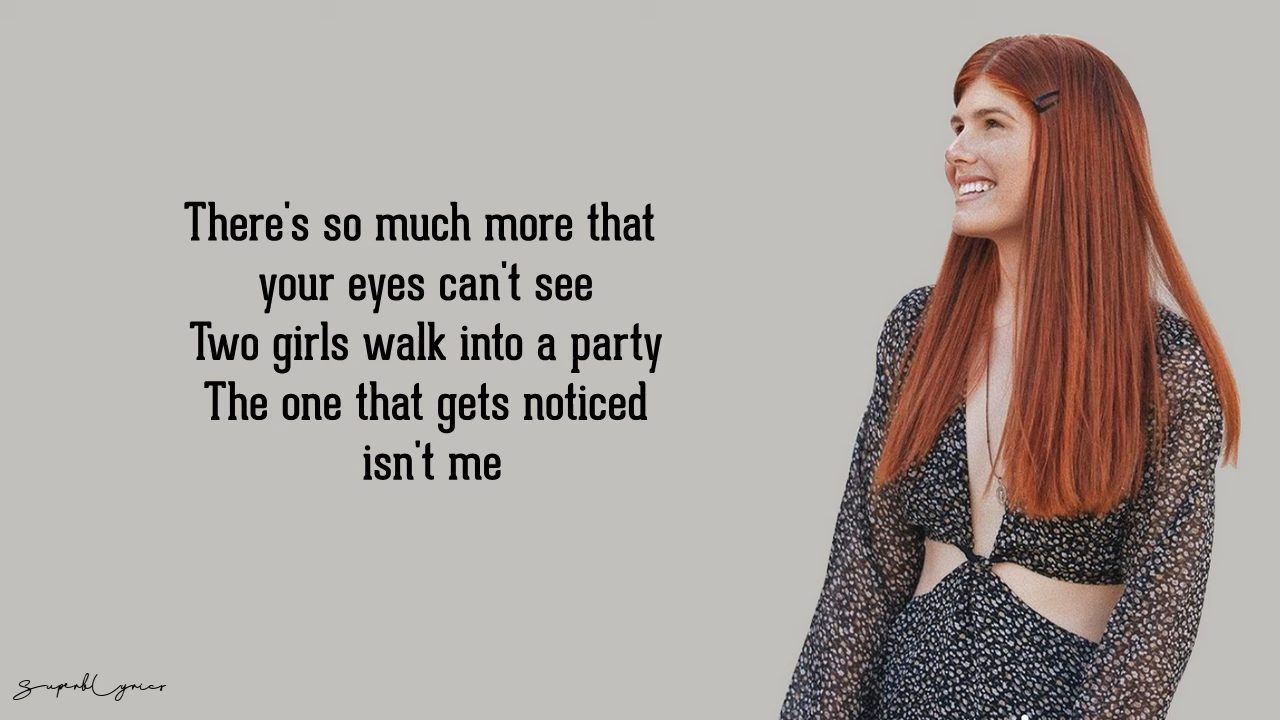 There's so much more that
your eyes can't see
Two girls walk into a party
The one that gets noticed
isn't me
SuperbLyrics